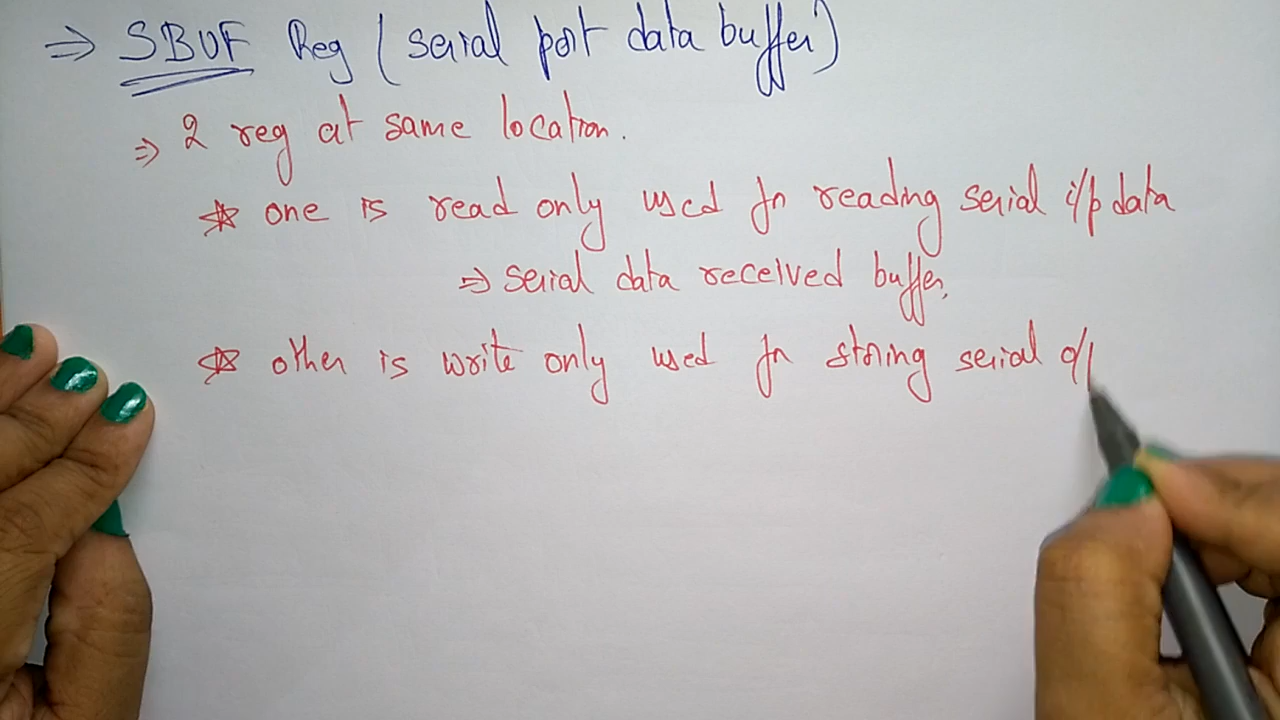 ⇒ SBUF Reg (serial port data buffer)
⇒ 2 reg at same location.
* one is read only used for reading serial i/p data
⇒ serial data received buffer.
* other is write only used for storing serial o/